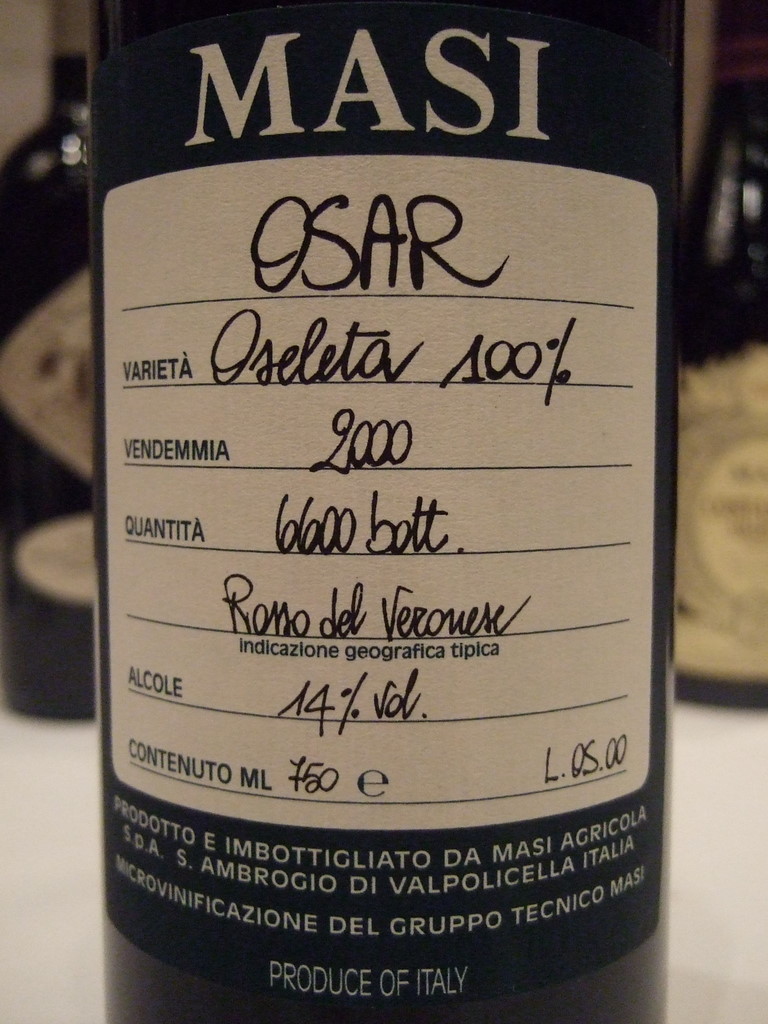 MASI
OSAR
VARIETÀ Oseleta 100%
VENDEMMIA 2000
QUANTITÀ 6600 bott.
Rosso del Veronese
indicazione geografica tipica
ALCOLE 14% vol.
CONTENUTO ML 750 e L. OS.00
PRODOTTO E IMBOTTIGLIATO DA MASI AGRICOLA
S.p.A. S. AMBROGIO DI VALPOLICELLA ITALIA
MICROVINIFICAZIONE DEL GRUPPO TECNICO MASI
PRODUCE OF ITALY